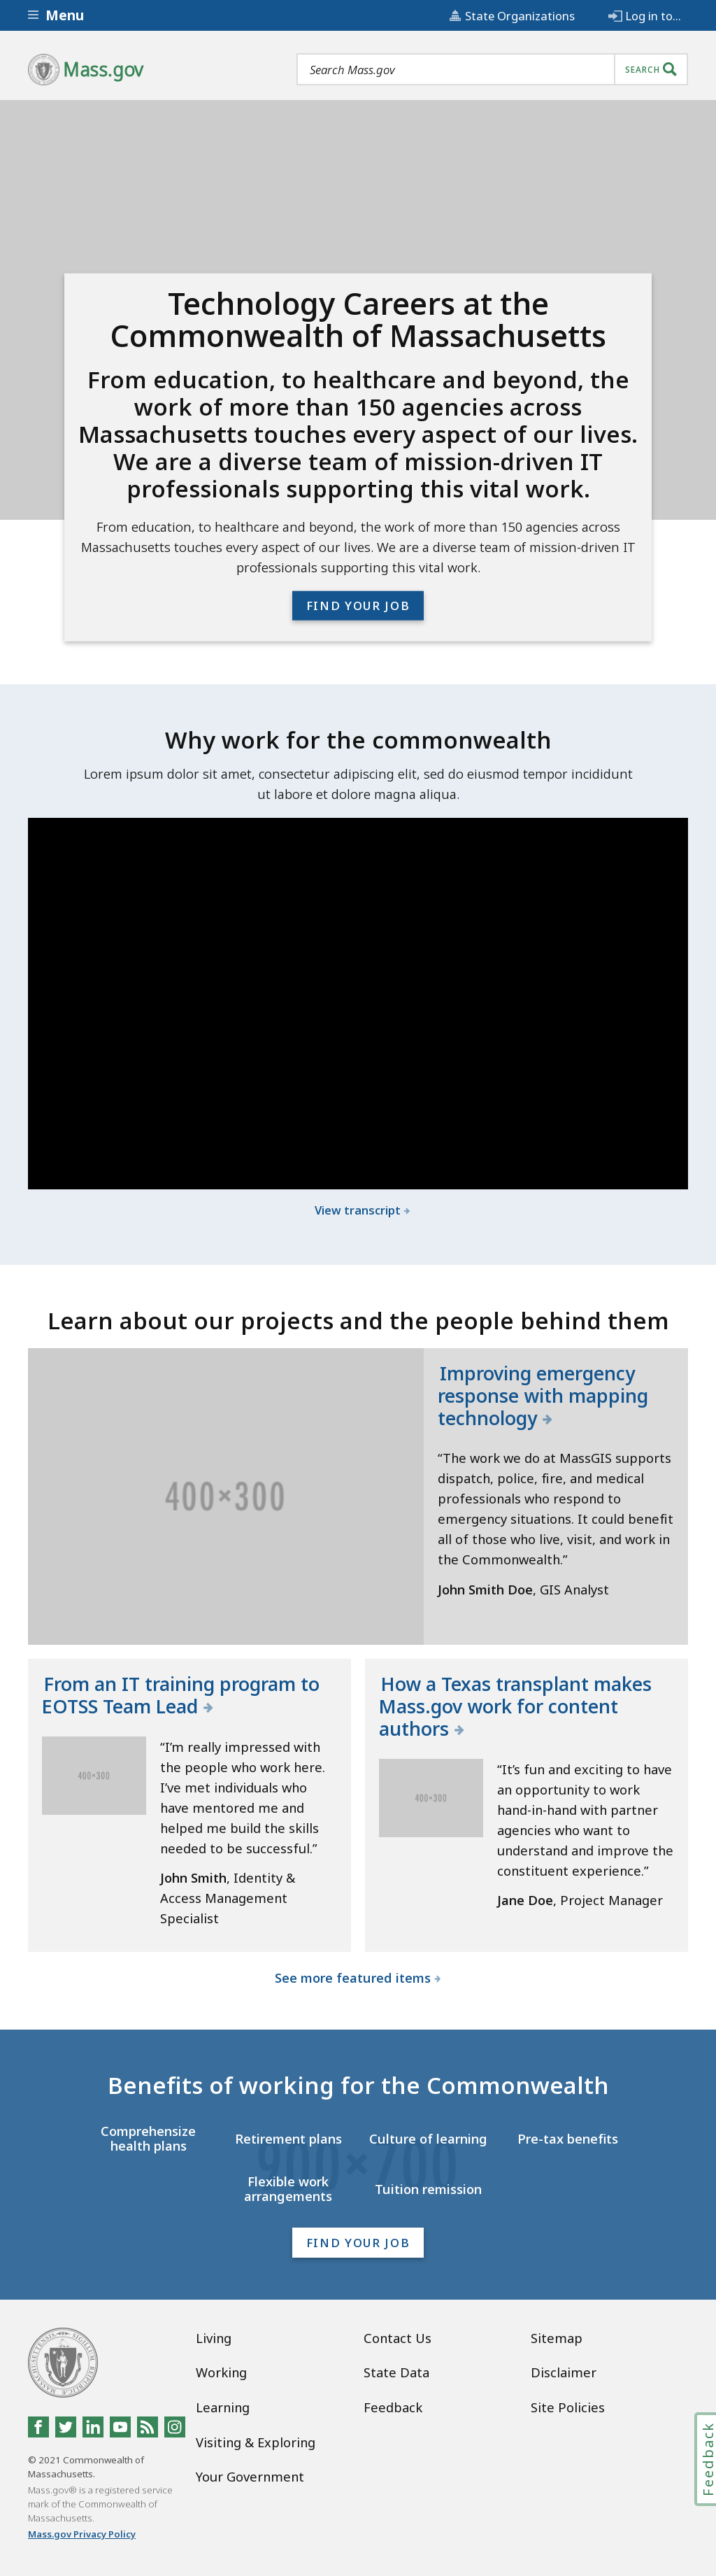 Menu
State Organizations
Log in to...
Mass.gov
Search Mass.gov
SEARCH
Technology Careers at the
Commonwealth of Massachusetts
From education, to healthcare and beyond, the
work of more than 150 agencies across
Massachusetts touches every aspect of our lives.
We are a diverse team of mission-driven IT
professionals supporting this vital work.
From education, to healthcare and beyond, the work of more than 150 agencies across
Massachusetts touches every aspect of our lives. We are a diverse team of mission-driven IT
professionals supporting this vital work.
FIND YOUR JOB
Why work for the commonwealth
Lorem ipsum dolor sit amet, consectetur adipiscing elit, sed do eiusmod tempor incididunt
ut labore et dolore magna aliqua.
View transcript
Learn about our projects and the people behind them
400×300
Improving emergency
response with mapping
technology
“The work we do at MassGIS supports
dispatch, police, fire, and medical
professionals who respond to
emergency situations. It could benefit
all of those who live, visit, and work in
the Commonwealth.”
John Smith Doe, GIS Analyst
From an IT training program to
EOTSS Team Lead
400×300
“I’m really impressed with
the people who work here.
I’ve met individuals who
have mentored me and
helped me build the skills
needed to be successful.”
John Smith, Identity &
Access Management
Specialist
How a Texas transplant makes
Mass.gov work for content
authors
400×300
“It’s fun and exciting to have
an opportunity to work
hand-in-hand with partner
agencies who want to
understand and improve the
constituent experience.”
Jane Doe, Project Manager
See more featured items
Benefits of working for the Commonwealth
900×700
Comprehensize
health plans
Retirement plans
Culture of learning
Pre-tax benefits
Flexible work
arrangements
Tuition remission
FIND YOUR JOB
Living
Working
Learning
Visiting & Exploring
Your Government
Contact Us
State Data
Feedback
Sitemap
Disclaimer
Site Policies
© 2021 Commonwealth of
Massachusetts.
Mass.gov® is a registered service
mark of the Commonwealth of
Massachusetts.
Mass.gov Privacy Policy
Feedback